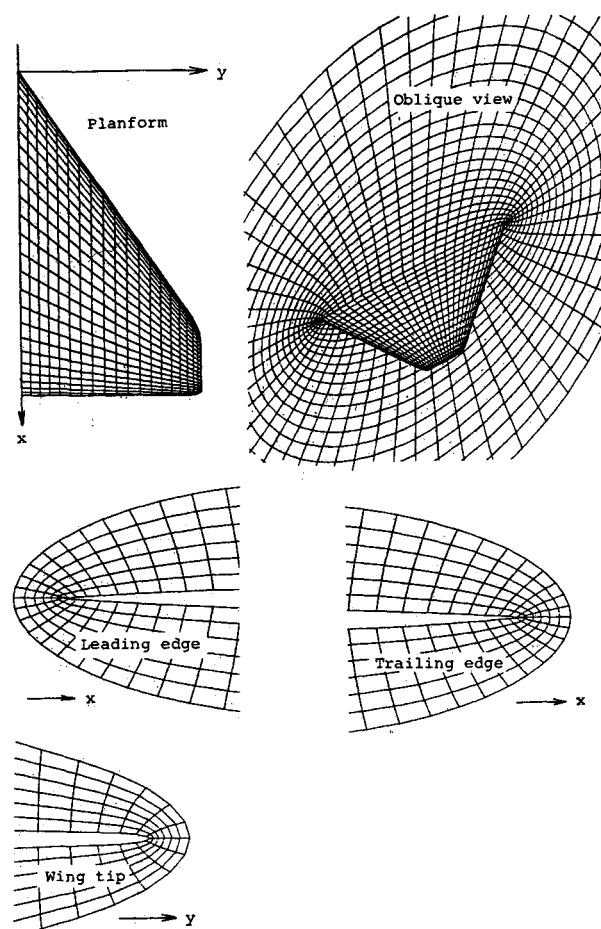 y
Planform
Oblique view
x
Leading edge
x
Trailing edge
x
Wing tip
y